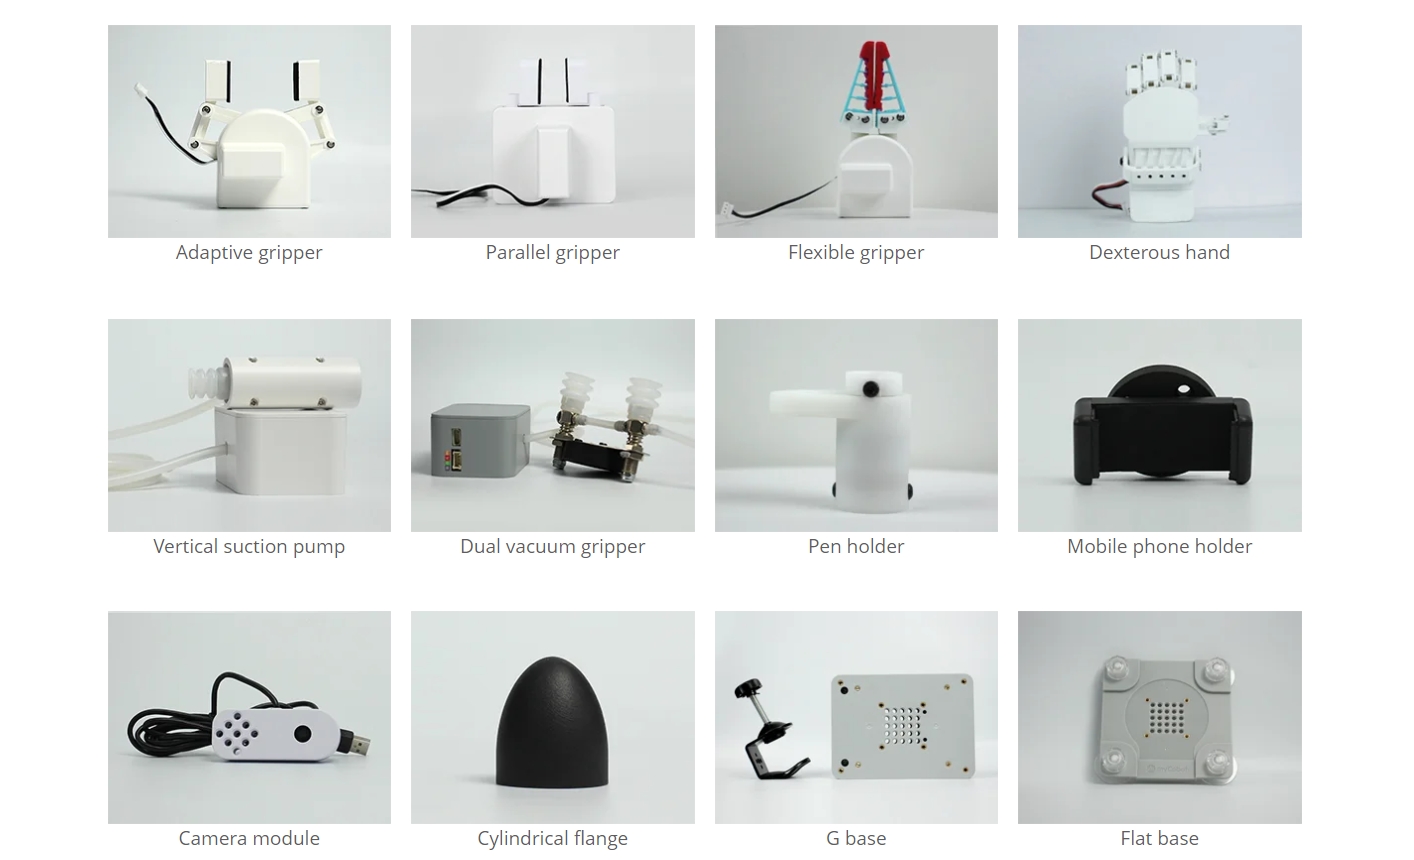 Adaptive gripper
Parallel gripper
Flexible gripper
Dexterous hand
Vertical suction pump
Dual vacuum gripper
Pen holder
Mobile phone holder
Camera module
Cylindrical flange
G base
Flat base